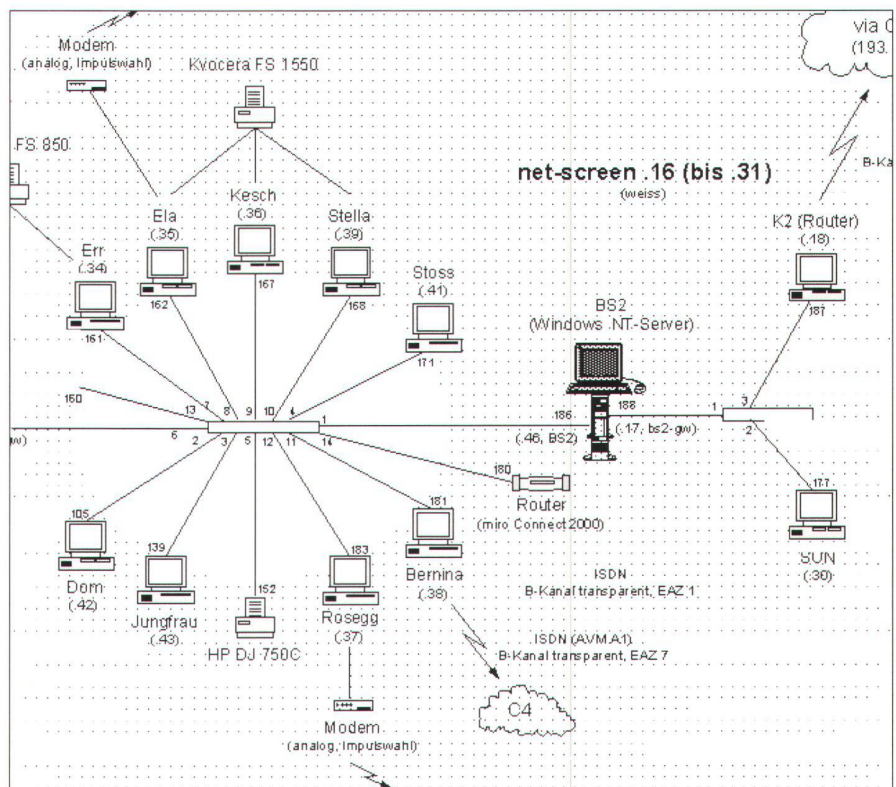 Modem
(analog, Impulswahl)
via
(193.
Kyocera FS 1550
FS 850
B-Ka
net-screen .16 (bis .31)
(weiss)
Kesch
(.36)
167
Ela
(.35)
162
Stella
(.39)
168
K2 (Router)
(.18)
187
Err
(.34)
161
Stoss
(.41)
171
BS2
(Windows NT-Server)
160
13
7
8
9
10
4
1
186
188
1
3
6
2
3
5
12
11
14
(.46, BS2)
(.17, bs2-gw)
2
180
Router
(miro Connect 2000)
105
Dom
(.42)
139
Jungfrau
(.43)
152
HP DJ 750C
183
Rosegg
(.37)
181
Bernina
(.38)
177
SUN
(.30)
ISDN
B-Kanal transparent, EAZ 1
ISDN (AVM.A1)
B-Kanal transparent, EAZ 7
C4
Modem
(analog, Impulswahl)